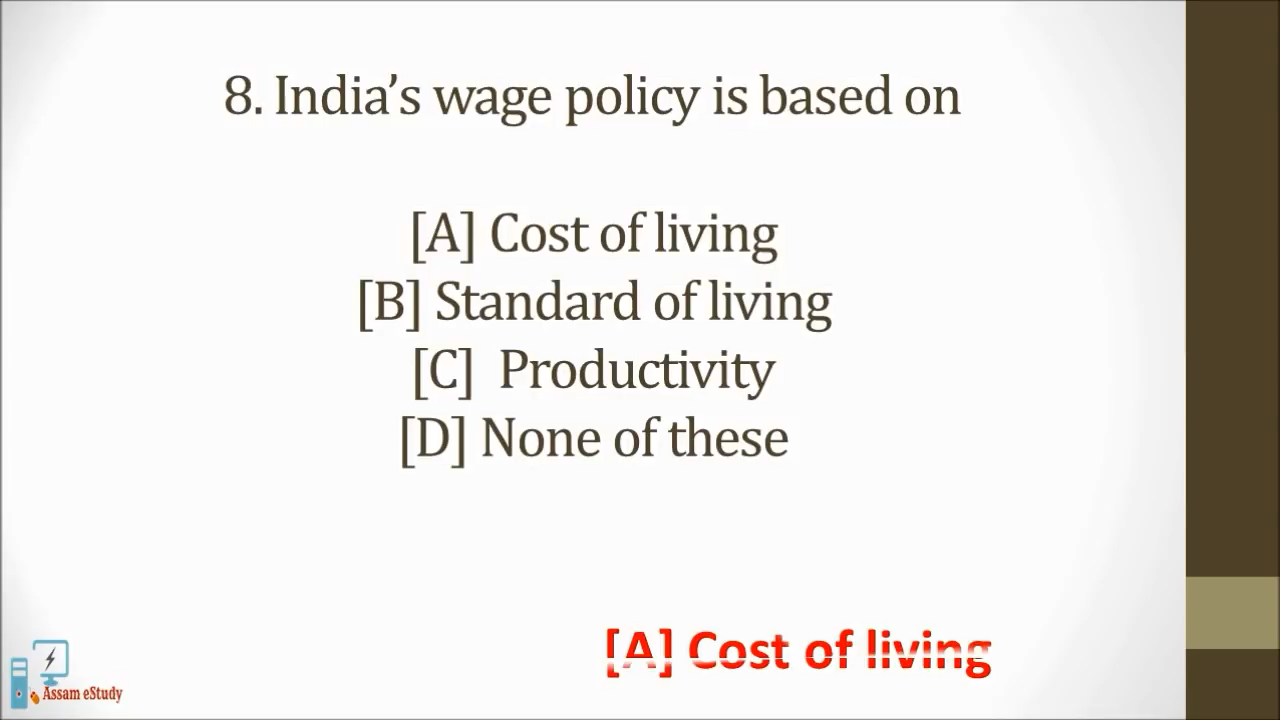 8. India’s wage policy is based on
[A] Cost of living
[B] Standard of living
[C] Productivity
[D] None of these
[A] Cost of living
Assam eStudy